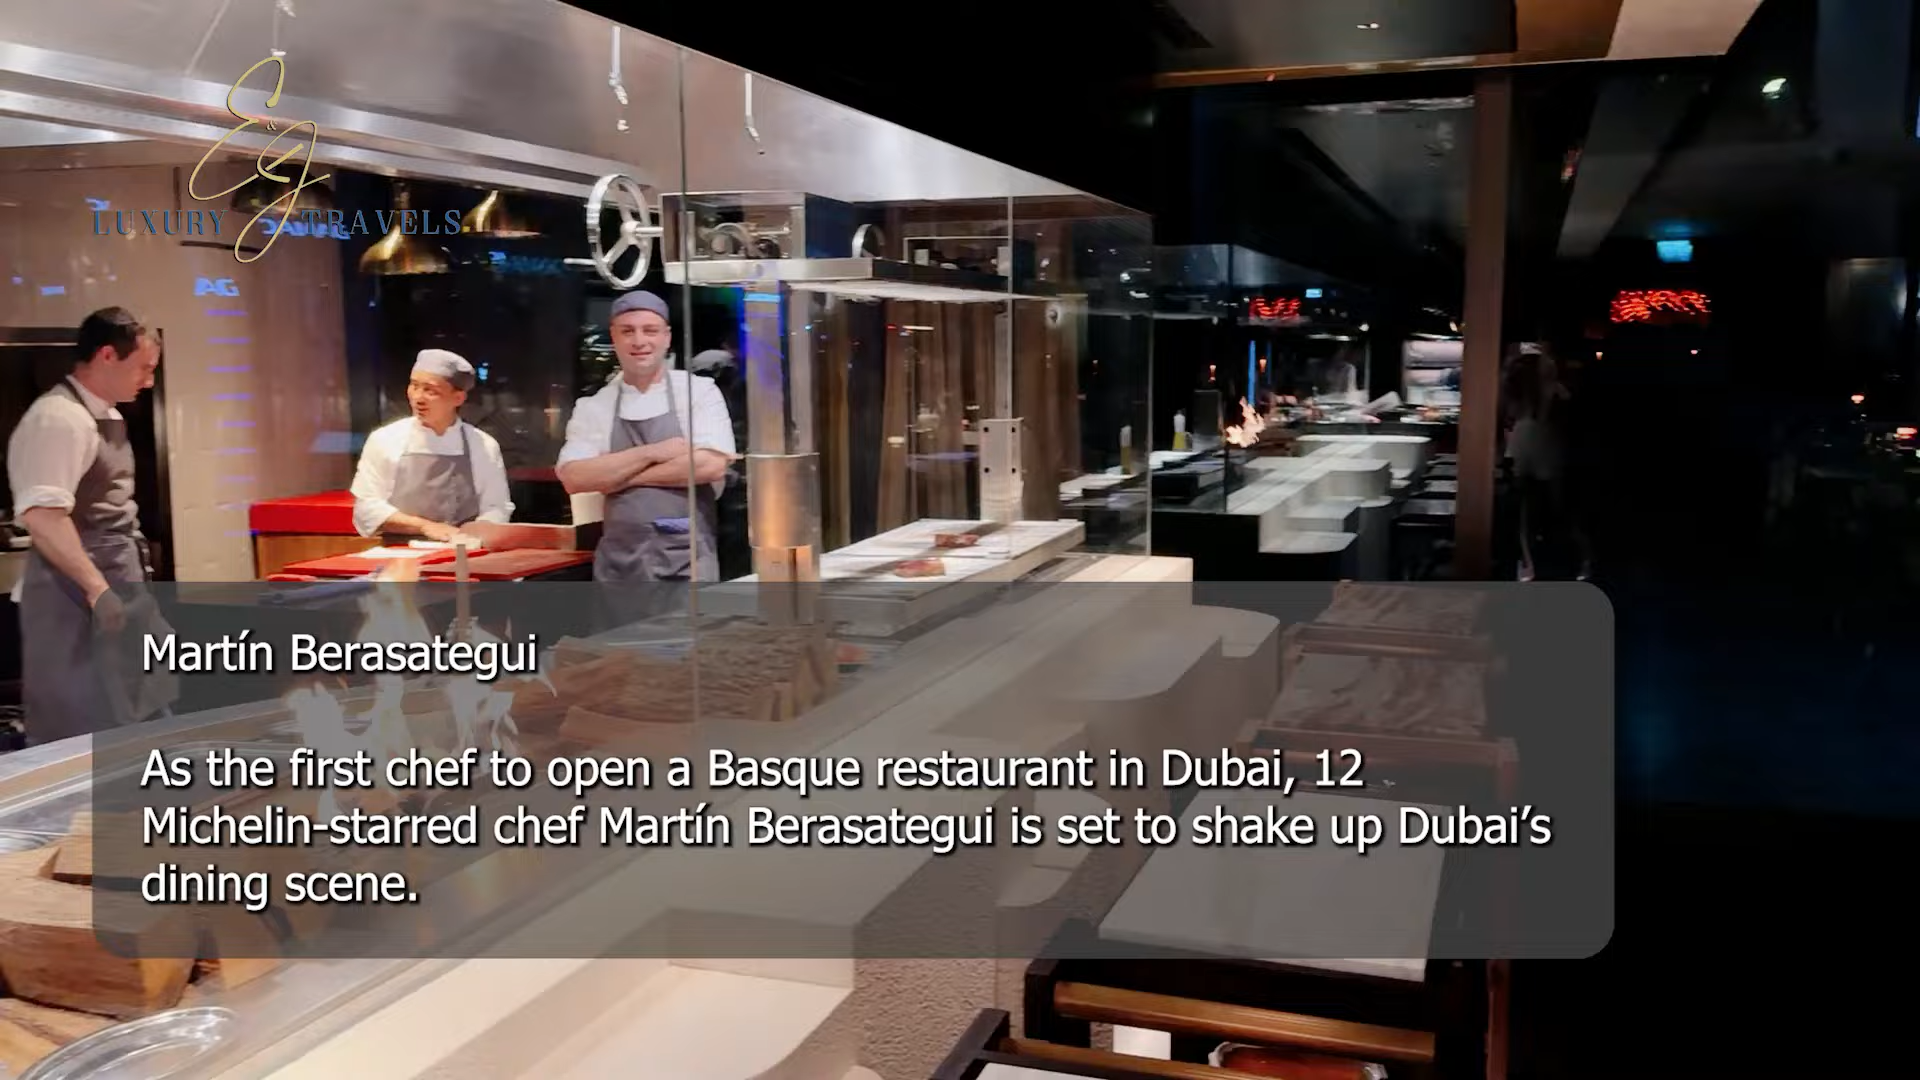 E&J
LUXURY TRAVELS
Martín Berasategui
As the first chef to open a Basque restaurant in Dubai, 12
Michelin-starred chef Martín Berasategui is set to shake up Dubai’s
dining scene.